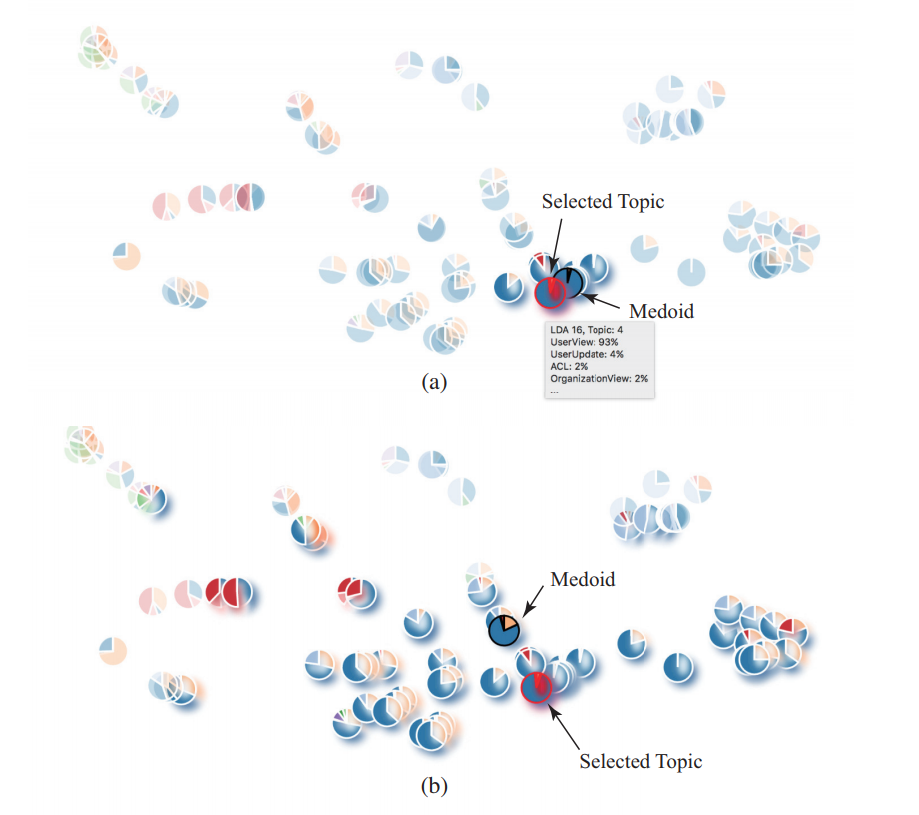 Selected Topic
Medoid
LDA 16, Topic: 4
UserView: 93%
UserUpdate: 4%
ACL: 2%
OrganizationView: 2%
...
(a)
Medoid
Selected Topic
(b)